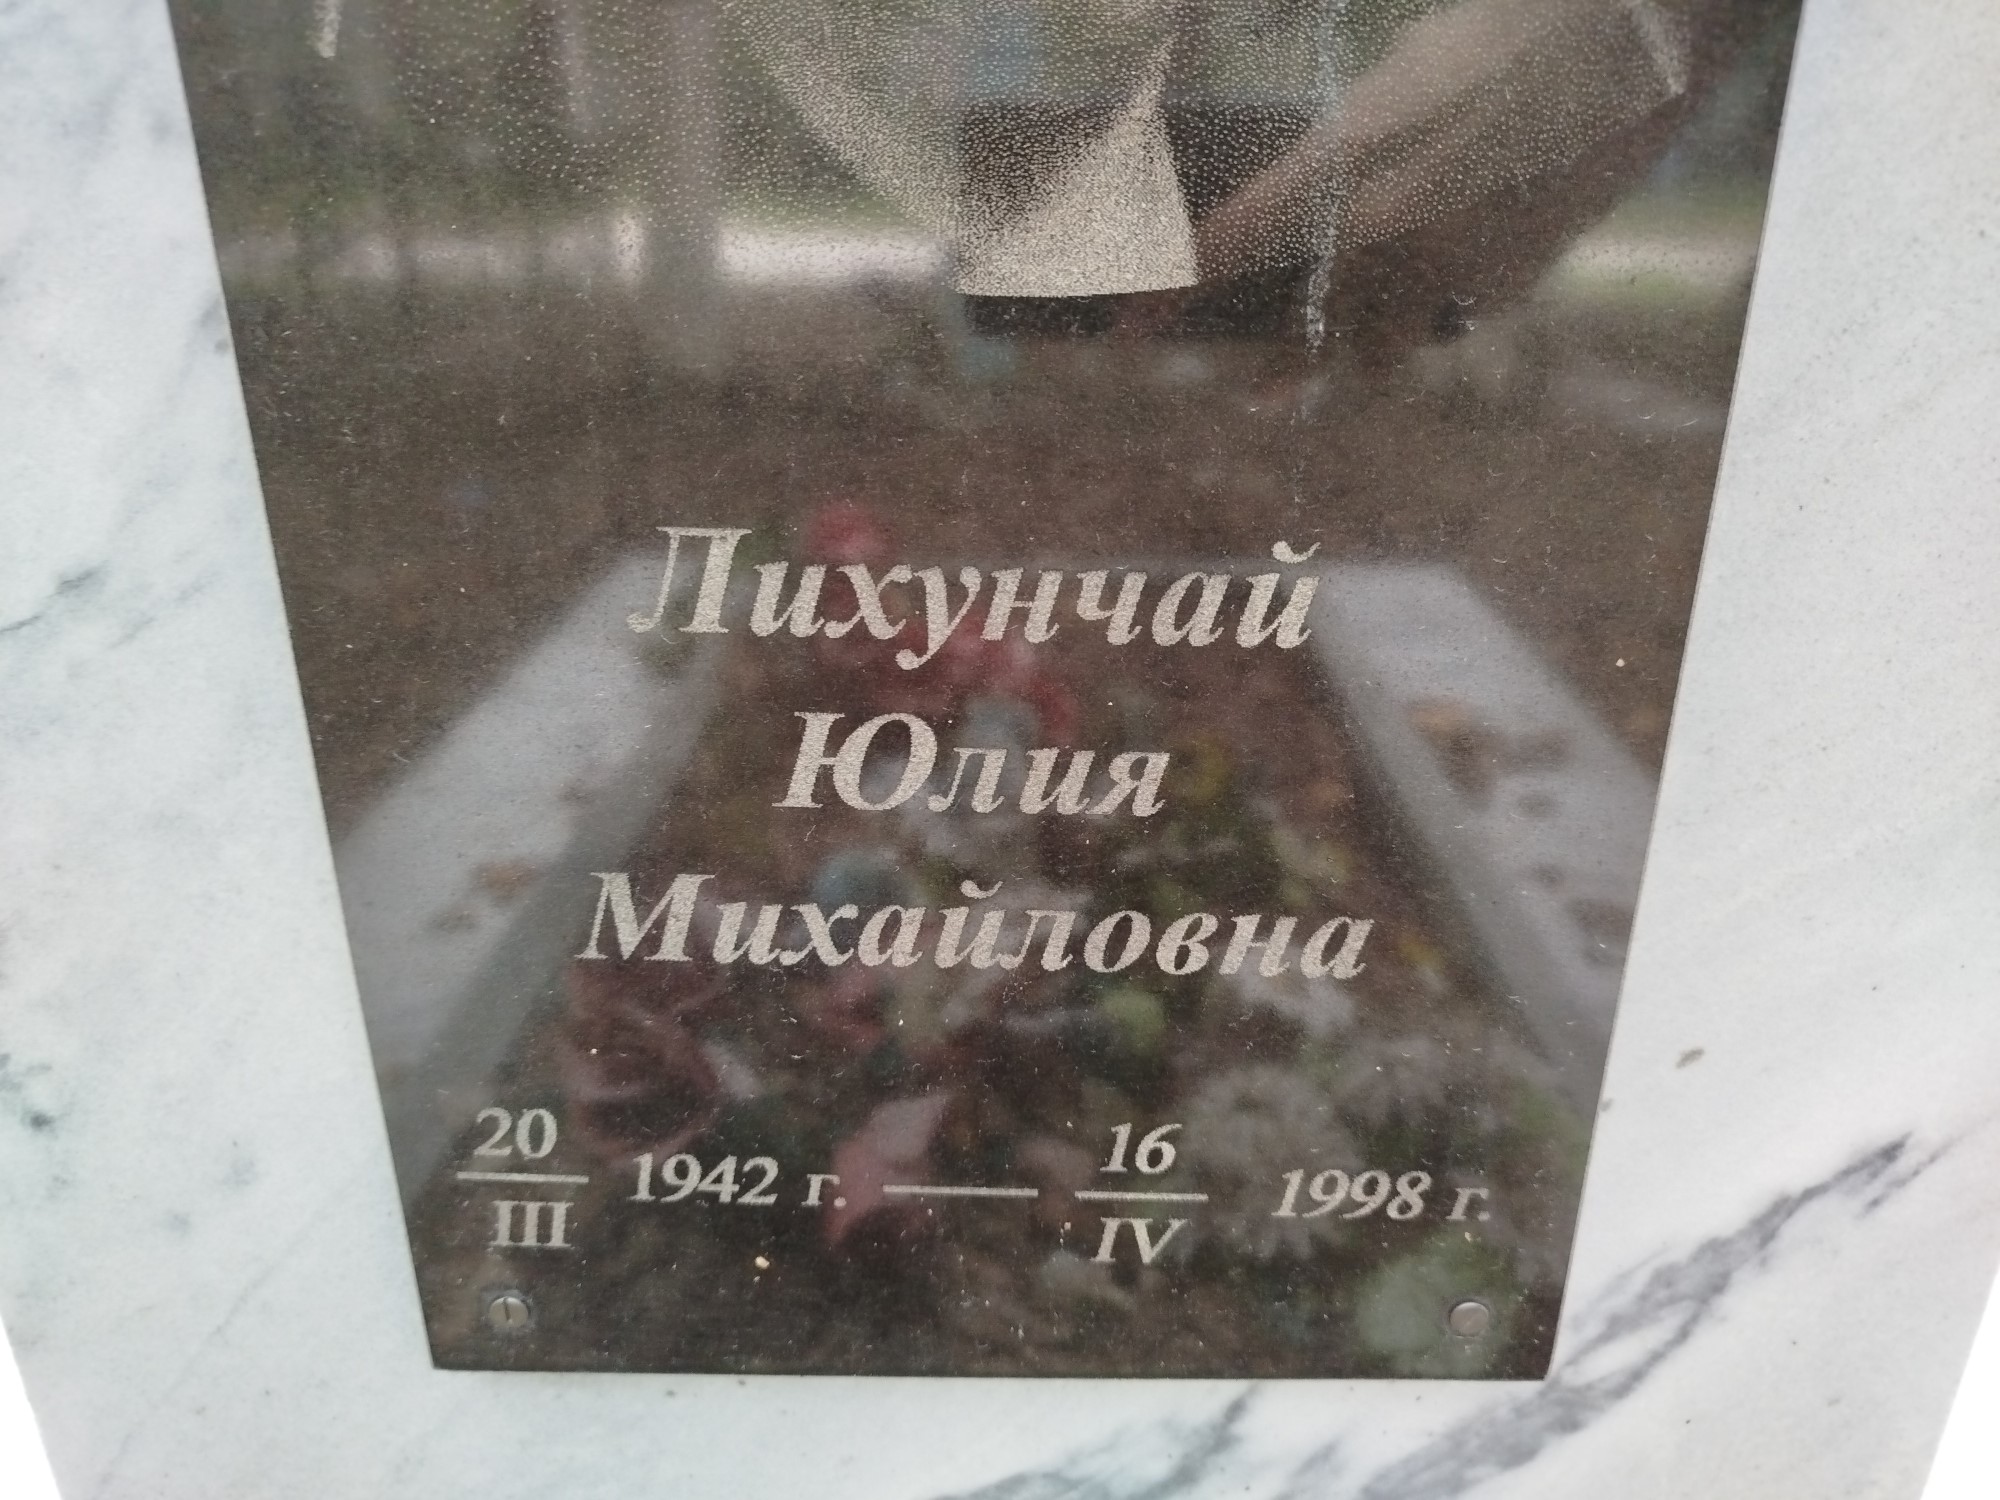 Лихунчай
Юлия
Михайловна
20/III 1942 г. — 16/IV 1998 г.